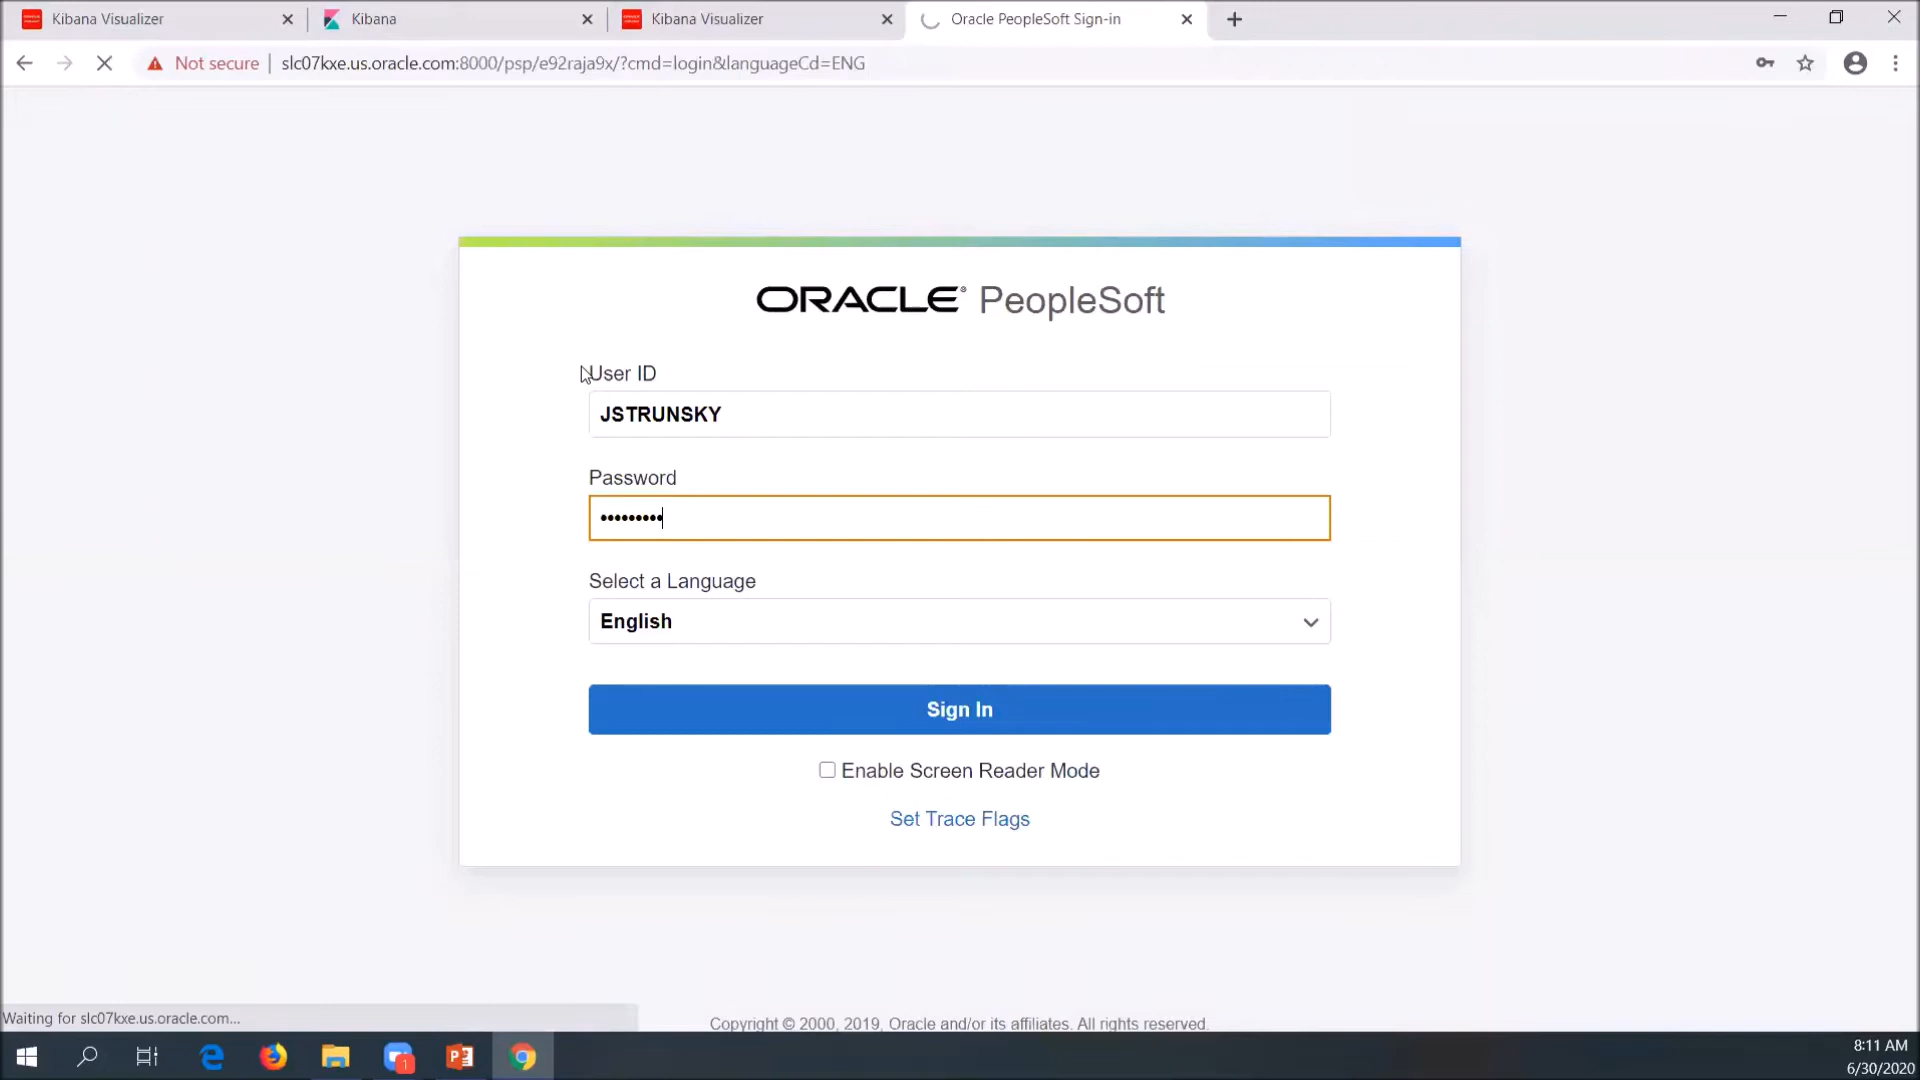 Kibana Visualizer
Kibana
Kibana Visualizer
Oracle PeopleSoft Sign-in
Not secure
slc07kxe.us.oracle.com:8000/psp/e92raja9x/?cmd=login&languageCd=ENG
ORACLE® PeopleSoft
User ID
JSTRUNSKY
Password
•••••••••
Select a Language
English
Sign In
Enable Screen Reader Mode
Set Trace Flags
Waiting for slc07kxe.us.oracle.com...
Copyright © 2000, 2019, Oracle and/or its affiliates. All rights reserved.
1
8:11 AM
6/30/2020